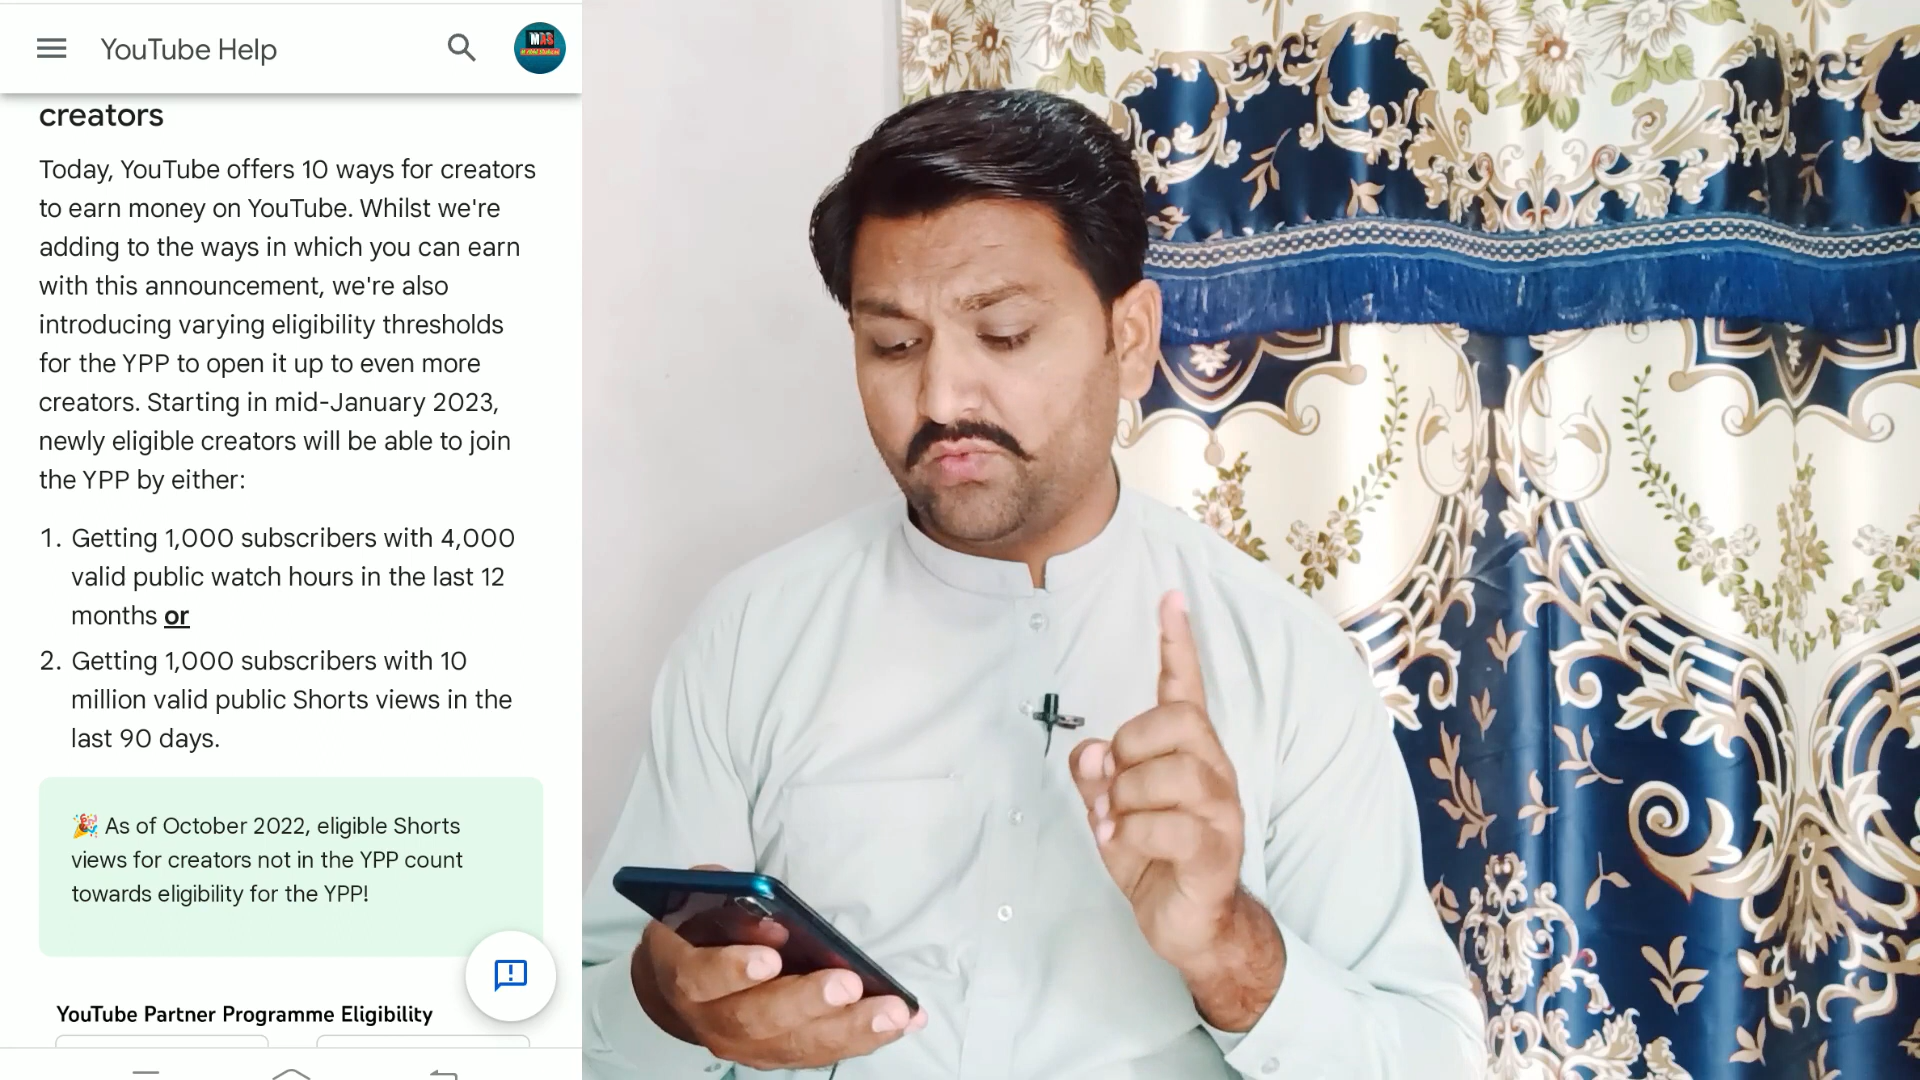 YouTube Help
MAS
creators
Today, YouTube offers 10 ways for creators
to earn money on YouTube. Whilst we're
adding to the ways in which you can earn
with this announcement, we're also
introducing varying eligibility thresholds
for the YPP to open it up to even more
creators. Starting in mid-January 2023,
newly eligible creators will be able to join
the YPP by either:
1. Getting 1,000 subscribers with 4,000
valid public watch hours in the last 12
months or
2. Getting 1,000 subscribers with 10
million valid public Shorts views in the
last 90 days.
🎉 As of October 2022, eligible Shorts
views for creators not in the YPP count
towards eligibility for the YPP!
YouTube Partner Programme Eligibility